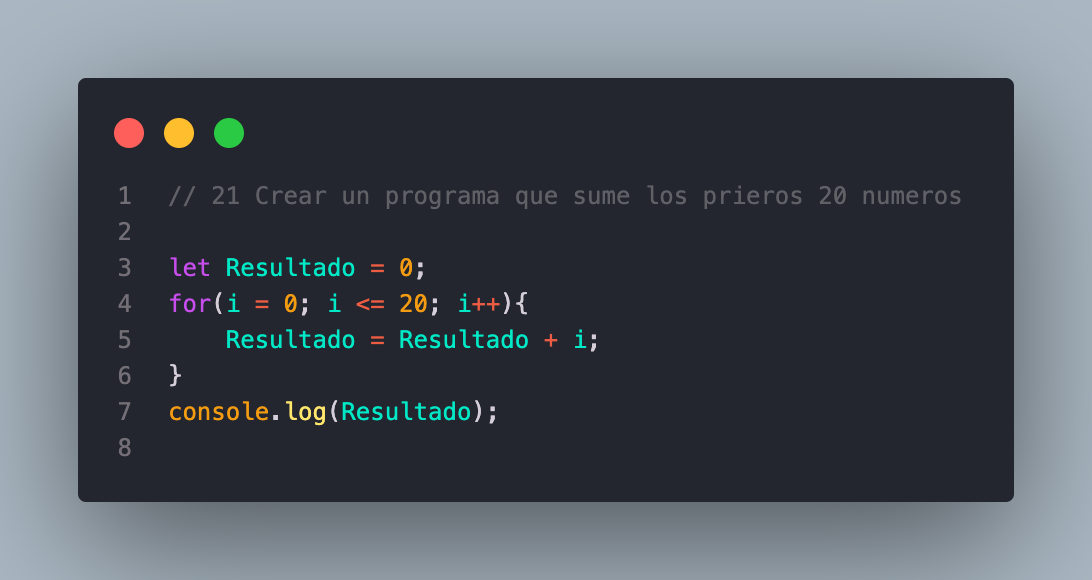 1 // 21 Crear un programa que sume los prieros 20 numeros
2
3 let Resultado = 0;
4 for(i = 0; i <= 20; i++){
5     Resultado = Resultado + i;
6 }
7 console.log(Resultado);
8